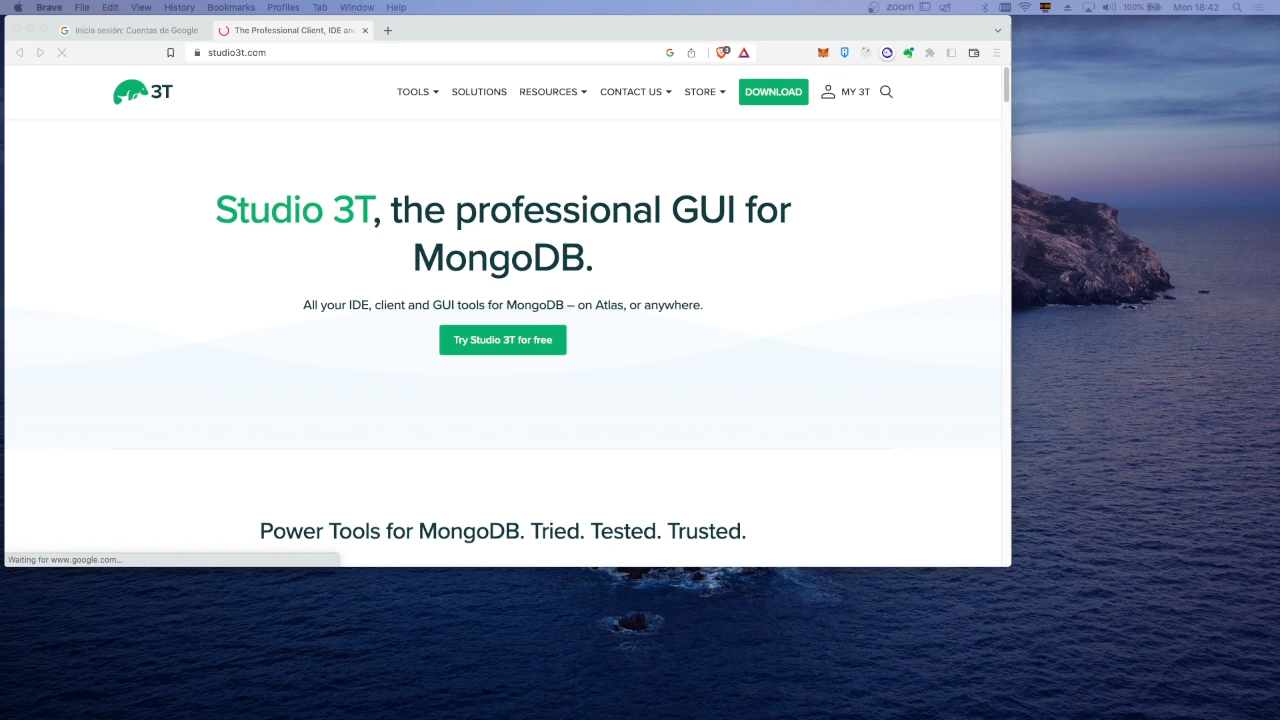 Brave File Edit View History Bookmarks Profiles Tab Window Help zoom 100% Mon 18:42
Inicia sesión: Cuentas de Google The Professional Client, IDE and
studio3t.com
3T TOOLS SOLUTIONS RESOURCES CONTACT US STORE DOWNLOAD MY 3T
Studio 3T, the professional GUI for
MongoDB.
All your IDE, client and GUI tools for MongoDB – on Atlas, or anywhere.
Try Studio 3T for free
Power Tools for MongoDB. Tried. Tested. Trusted.
Waiting for www.google.com...